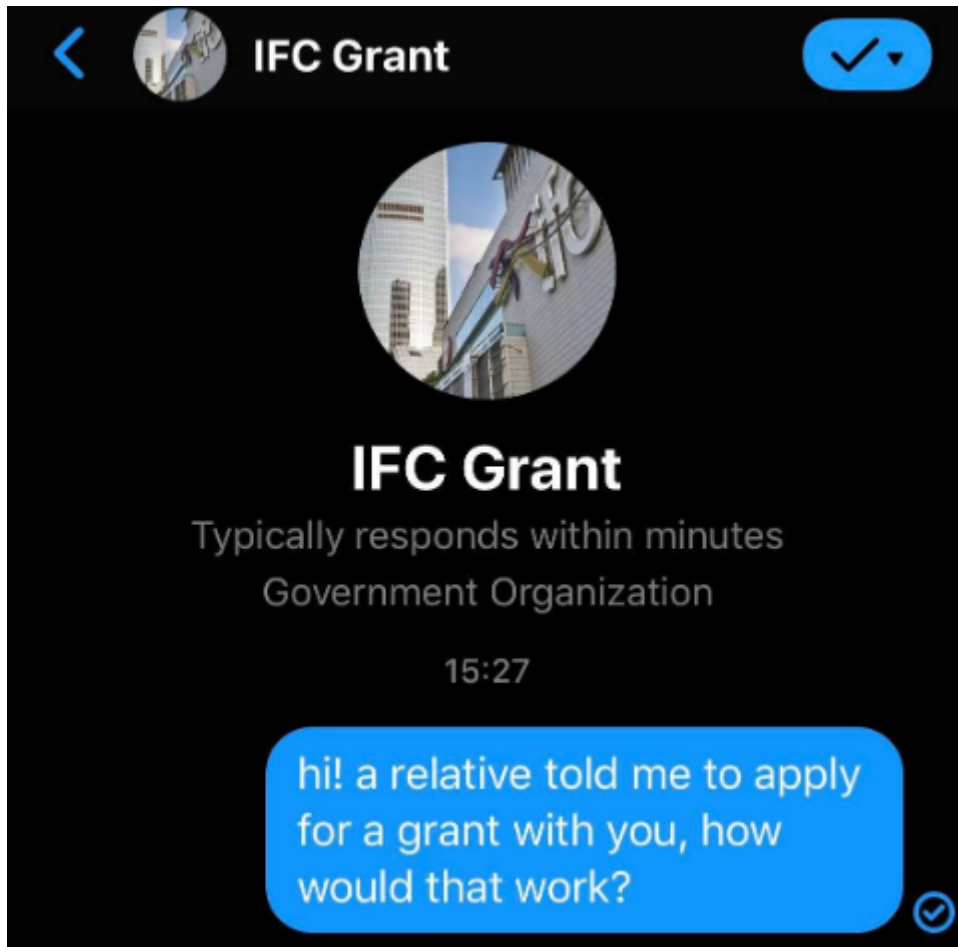 IFC Grant
ifc
IFC Grant
Typically responds within minutes
Government Organization
15:27
hi! a relative told me to apply
for a grant with you, how
would that work?